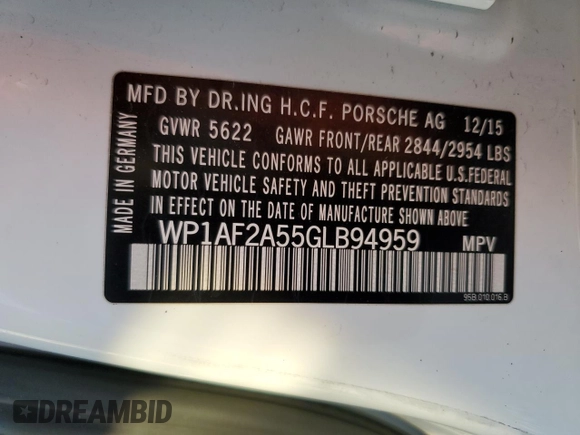 MFD BY DR.ING H.C.F. PORSCHE AG 12/15
GVWR 5622 GAWR FRONT/REAR 2844/2954 LBS
THIS VEHICLE CONFORMS TO ALL APPLICABLE U.S.FEDERAL
MOTOR VEHICLE SAFETY AND THEFT PREVENTION STANDARDS
IN EFFECT ON THE DATE OF MANUFACTURE SHOWN ABOVE.
WP1AF2A55GLB94959 MPV
95B.010.016.B
MADE IN GERMANY
DREAMBID